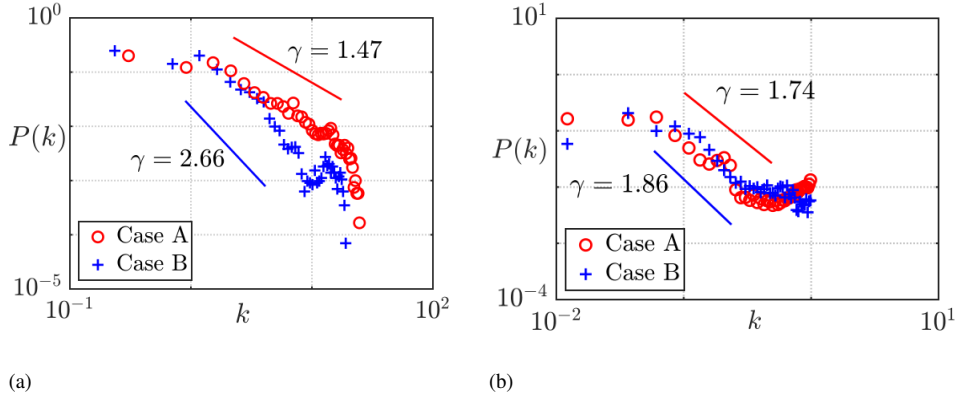 10^0
γ = 1.47
P(k)
γ = 2.66
Case A
Case B
10^-5
10^-1
k
10^2
(a)
10^1
γ = 1.74
P(k)
γ = 1.86
Case A
Case B
10^-4
10^-2
k
10^1
(b)